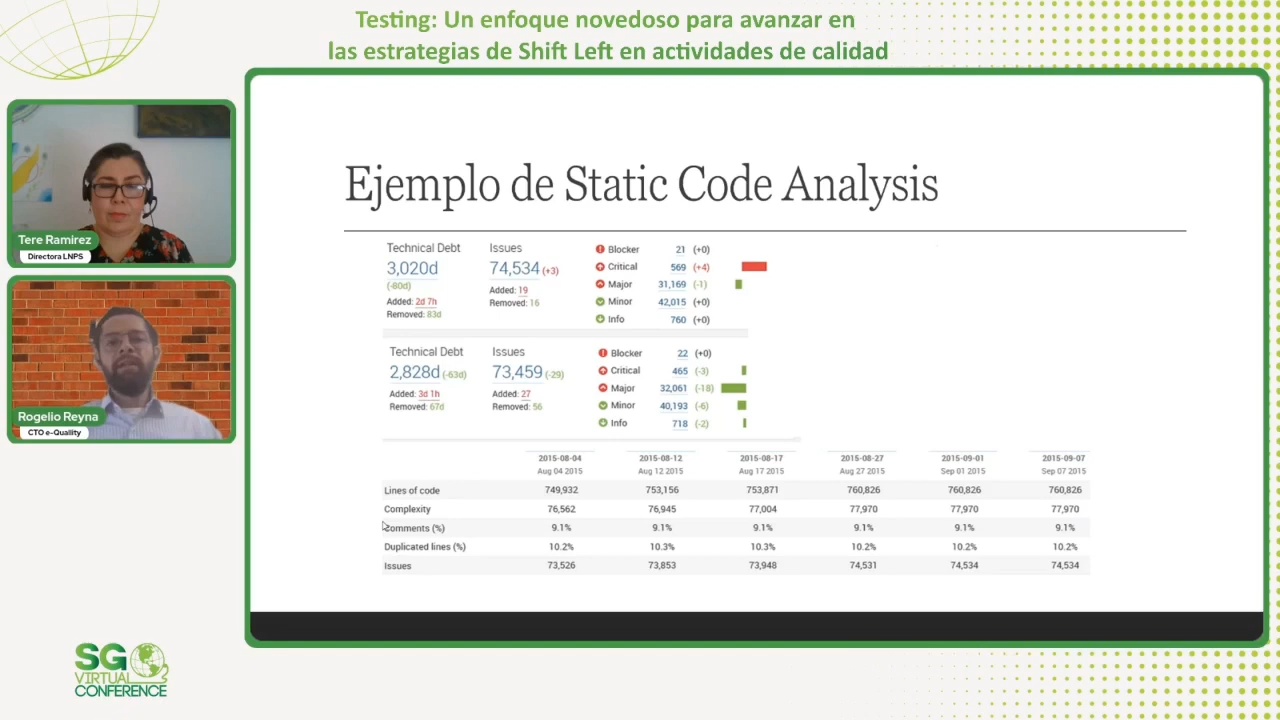 Testing: Un enfoque novedoso para avanzar en
las estrategias de Shift Left en actividades de calidad
Tere Ramirez
Directora LNPS
Rogelio Reyna
CTO e-Quallity
SG
VIRTUAL
CONFERENCE
Ejemplo de Static Code Analysis
Technical Debt
3,020d
(-80d)
Added: 2d 7h
Removed: 83d
Issues
74,534 (+3)
Added: 19
Removed: 16
Blocker 21 (+0)
Critical 569 (+4)
Major 31,169 (-1)
Minor 42,015 (+0)
Info 760 (+0)
Technical Debt
2,828d (-63d)
Added: 3d 1h
Removed: 67d
Issues
73,459 (-29)
Added: 27
Removed: 56
Blocker 22 (+0)
Critical 465 (-3)
Major 32,061 (-18)
Minor 40,193 (-6)
Info 718 (-2)
2015-08-04 2015-08-12 2015-08-17 2015-08-27 2015-09-01 2015-09-07
Aug 04 2015 Aug 12 2015 Aug 17 2015 Aug 27 2015 Sep 01 2015 Sep 07 2015
Lines of code 749,932 753,156 753,871 760,826 760,826 760,826
Complexity 76,562 76,945 77,004 77,970 77,970 77,970
Comments (%) 9.1% 9.1% 9.1% 9.1% 9.1% 9.1%
Duplicated lines (%) 10.2% 10.3% 10.3% 10.2% 10.2% 10.2%
Issues 73,526 73,853 73,948 74,531 74,534 74,534